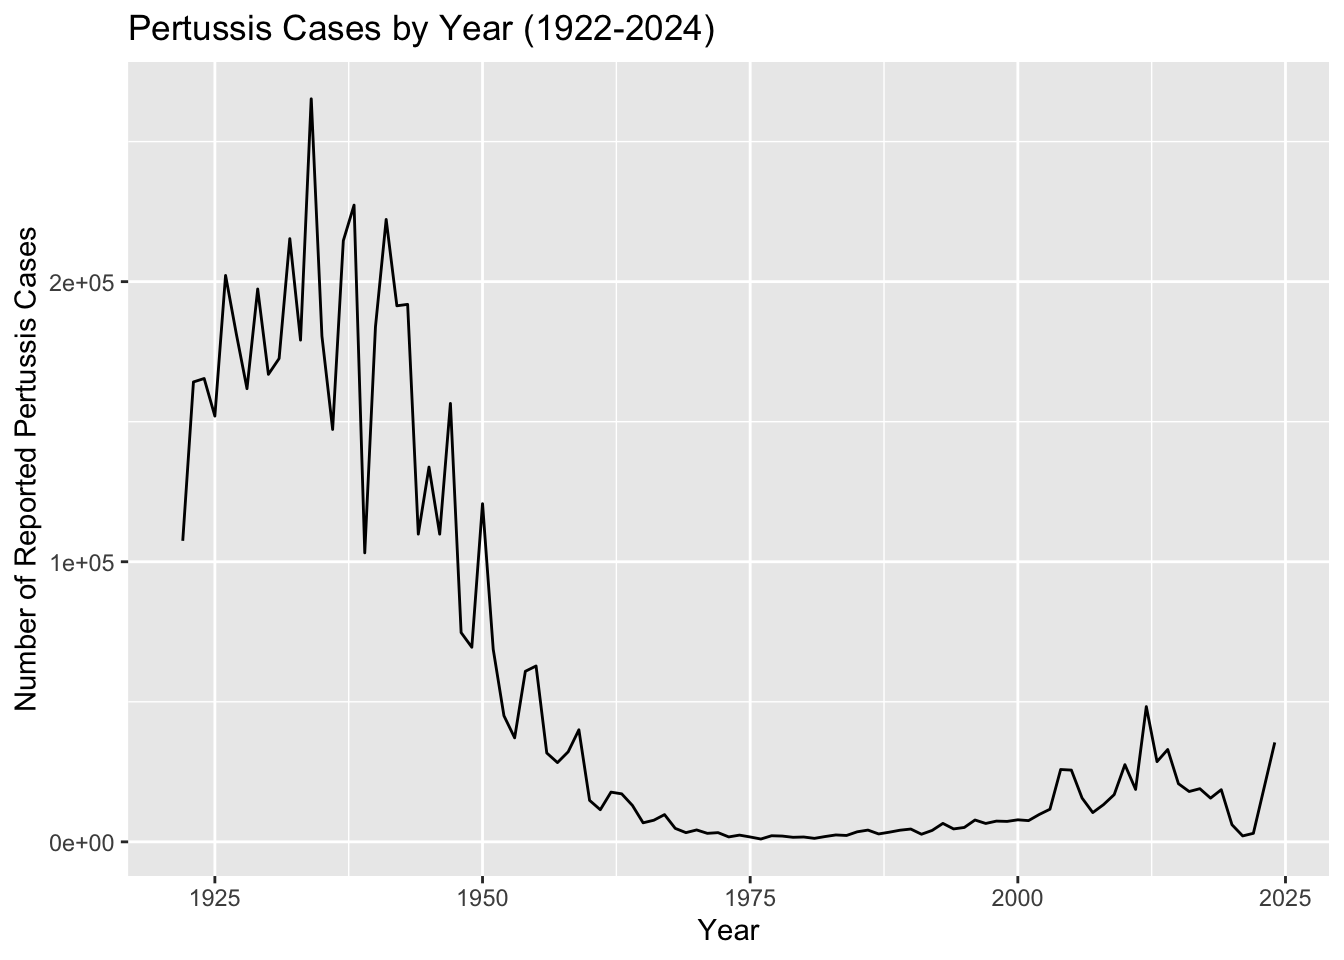 Pertussis Cases by Year (1922-2024)
Number of Reported Pertussis Cases
2e+05
1e+05
0e+00
1925 1950 1975 2000 2025
Year